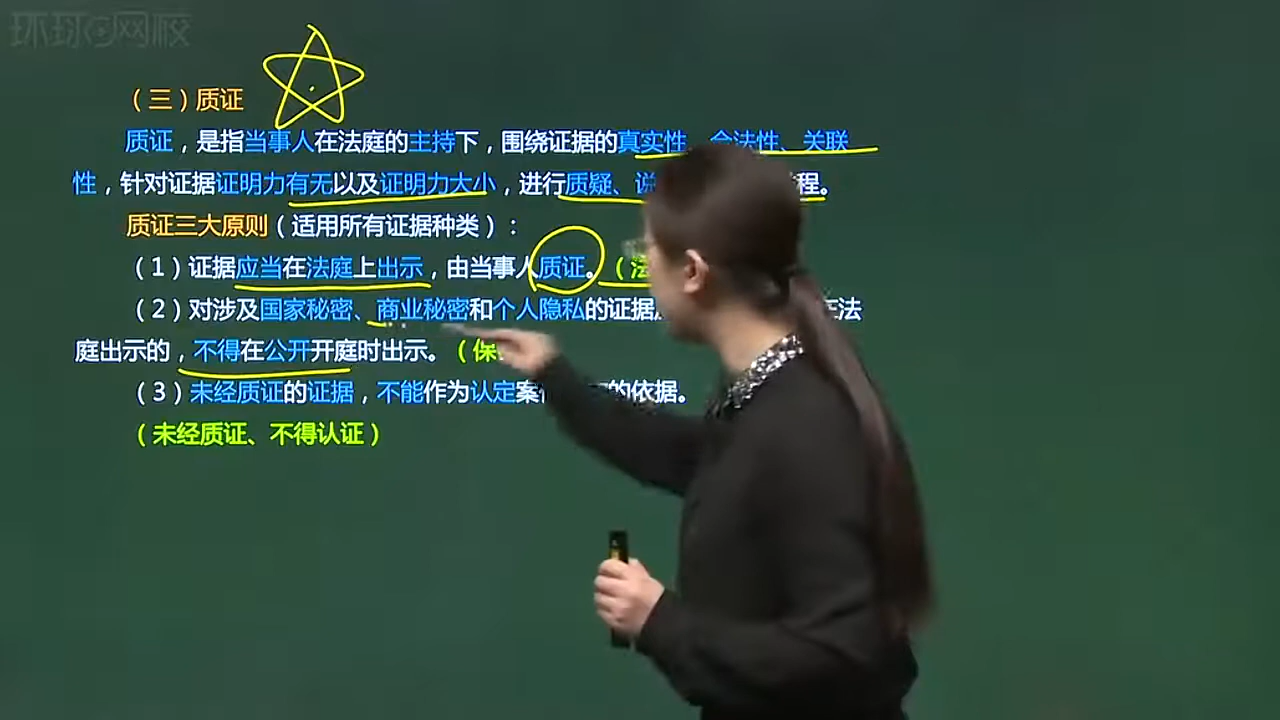 环球网校
（三）质证
质证，是指当事人在法庭的主持下，围绕证据的真实性、合法性、关联
性，针对证据证明力有无以及证明力大小，进行质疑、说 程。
质证三大原则（适用所有证据种类）：
（1）证据应当在法庭上出示，由当事人质证。（法
（2）对涉及国家秘密、商业秘密和个人隐私的证据 在法
庭出示的，不得在公开开庭时出示。（保
（3）未经质证的证据，不能作为认定案 的依据。
（未经质证、不得认证）